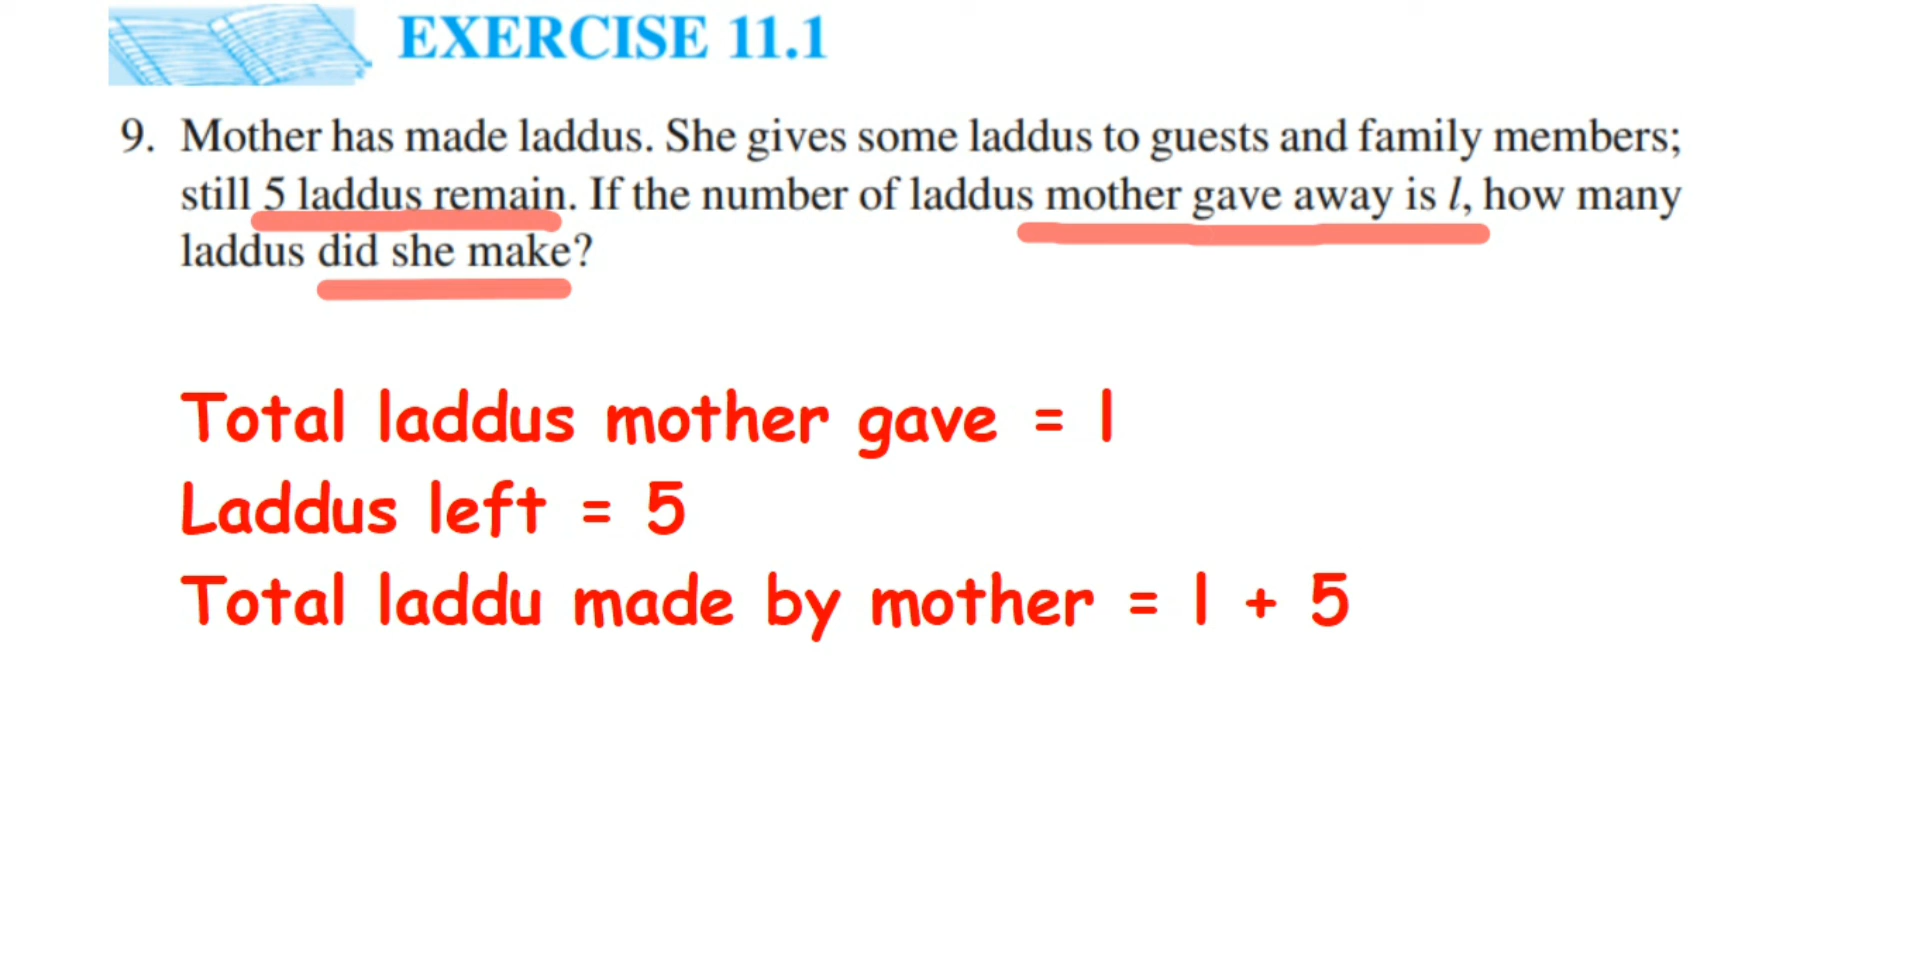 EXERCISE 11.1
9. Mother has made laddus. She gives some laddus to guests and family members;
still 5 laddus remain. If the number of laddus mother gave away is l, how many
laddus did she make?
Total laddus mother gave = l
Laddus left = 5
Total laddu made by mother = l + 5